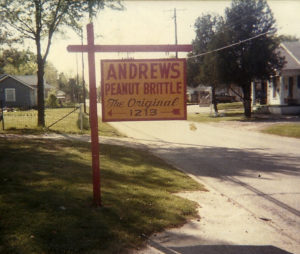 ANDREWS
PEANUT BRITTLE
The Original
1213